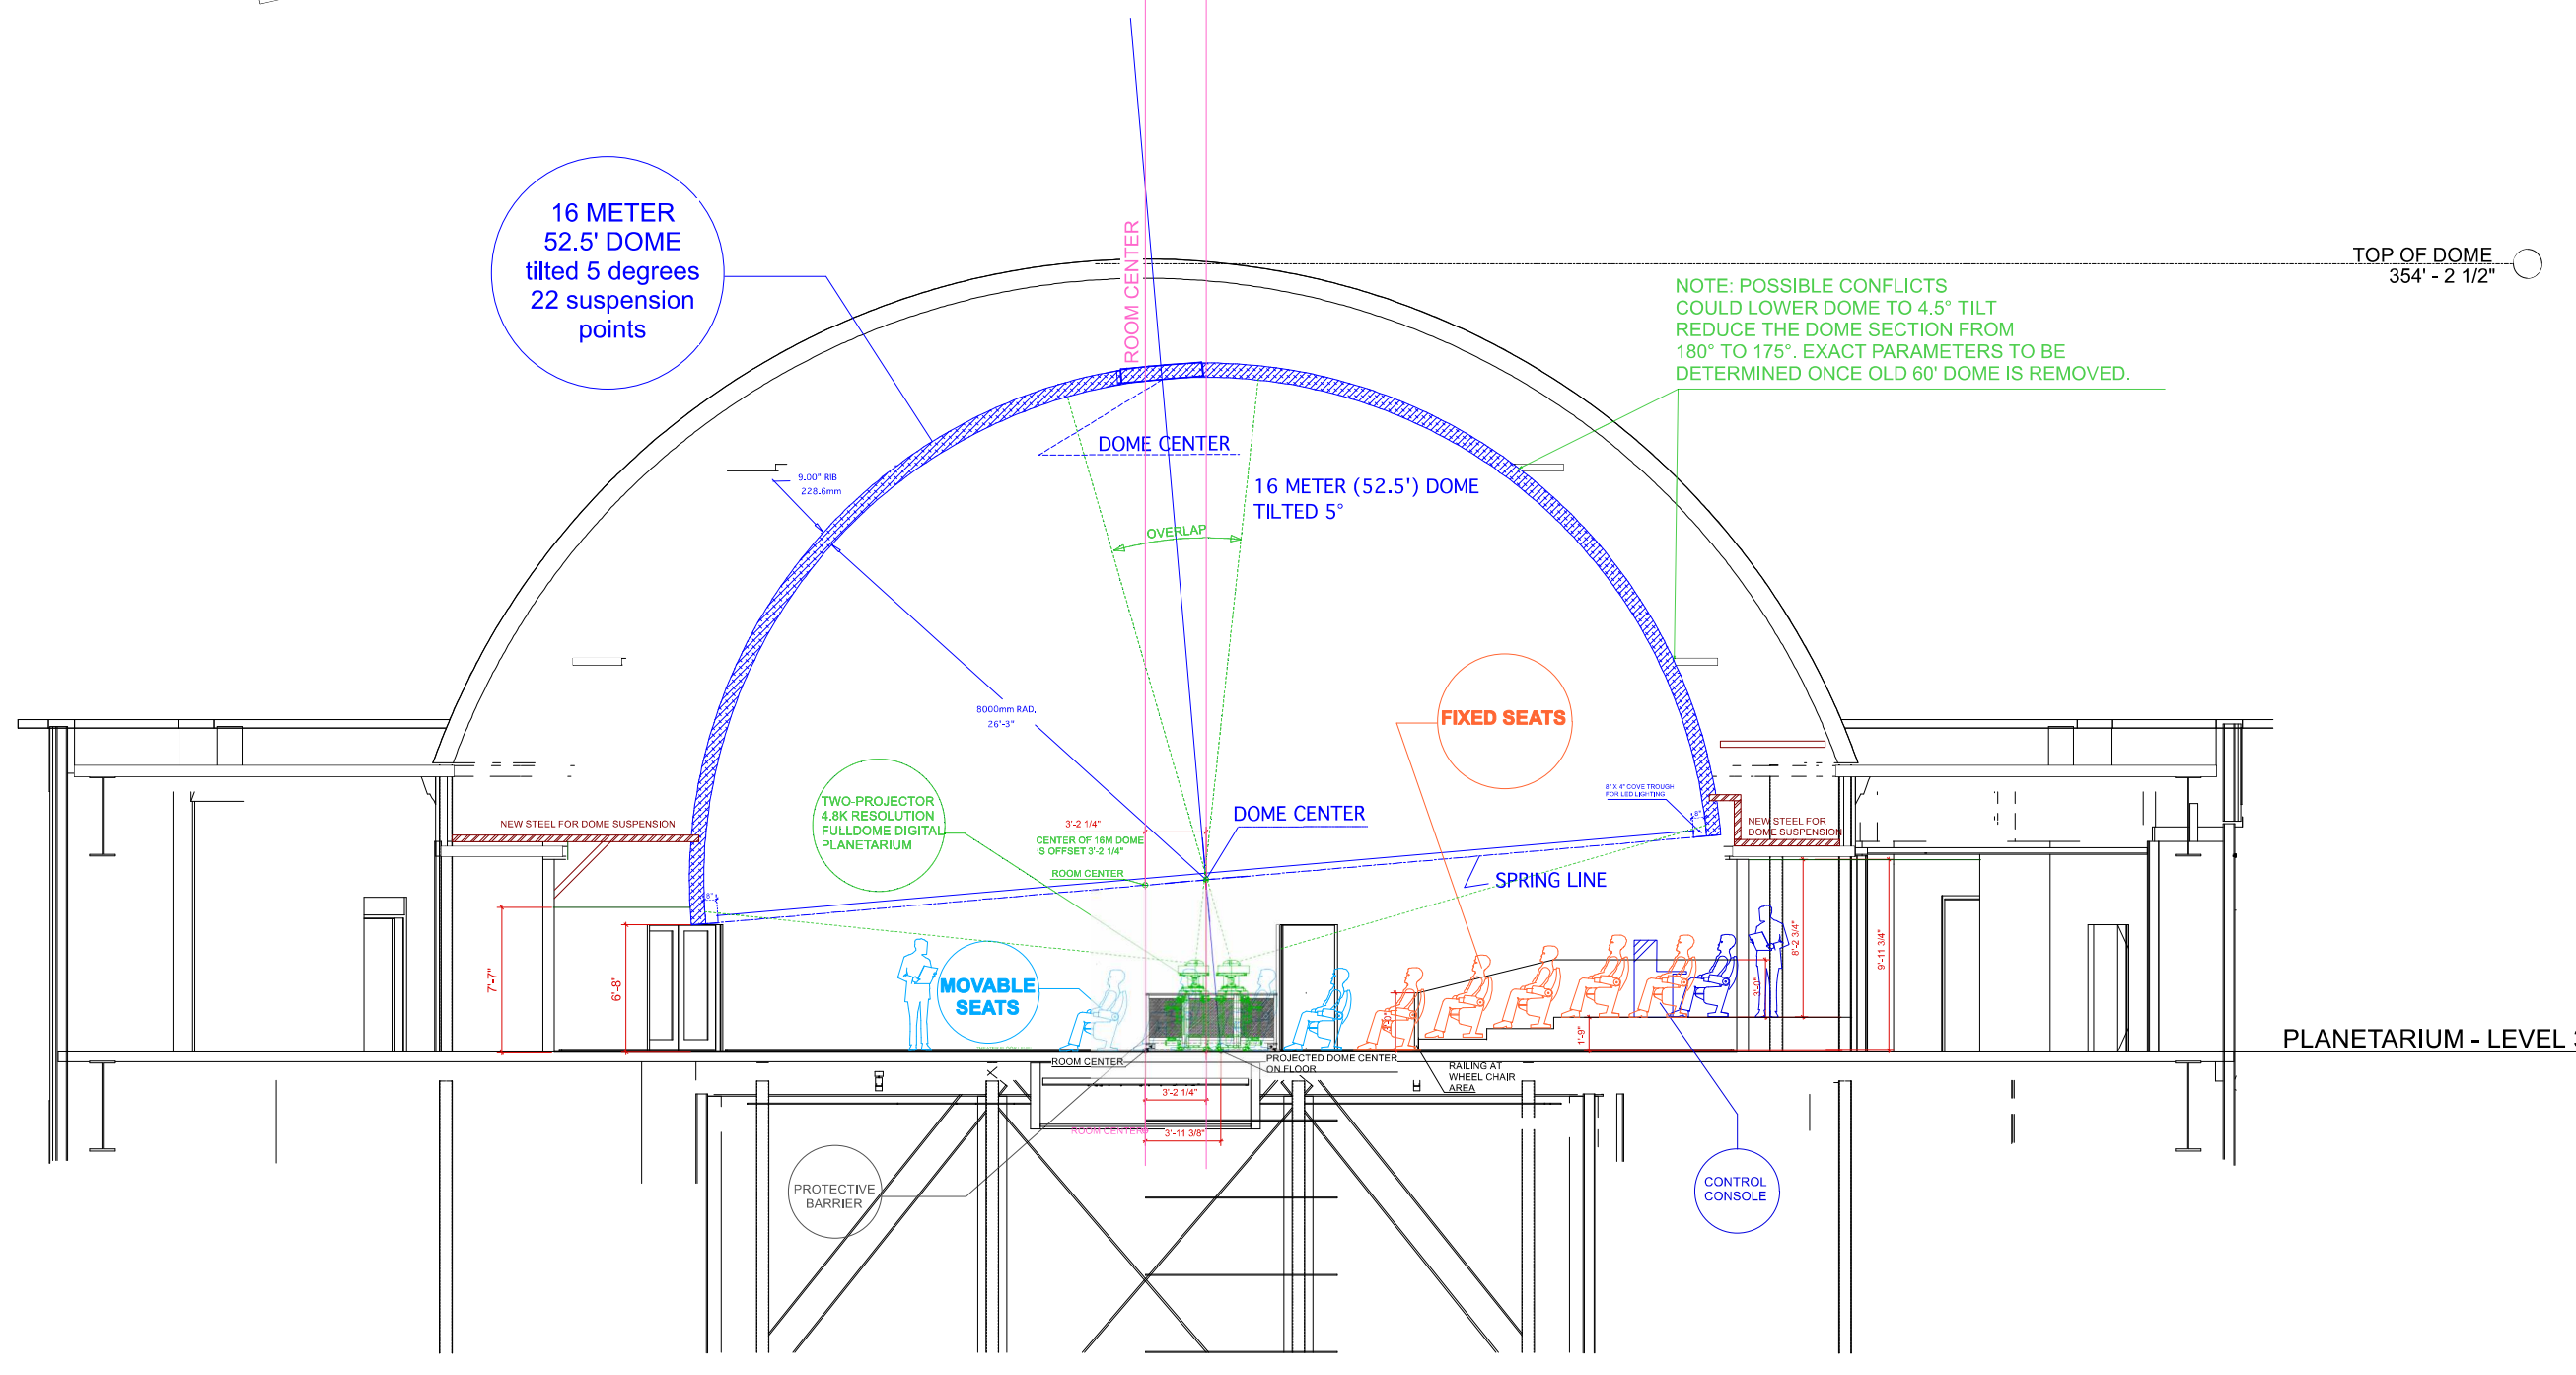 16 METER
52.5' DOME
tilted 5 degrees
22 suspension
points
ROOM CENTER
TOP OF DOME
354' - 2 1/2"
NOTE: POSSIBLE CONFLICTS
COULD LOWER DOME TO 4.5° TILT
REDUCE THE DOME SECTION FROM
180° TO 175°. EXACT PARAMETERS TO BE
DETERMINED ONCE OLD 60' DOME IS REMOVED.
DOME CENTER
9.00" RIB
228.6mm
16 METER (52.5') DOME
TILTED 5°
OVERLAP
8000mm RAD.
26'-3"
FIXED SEATS
TWO-PROJECTOR
4.8K RESOLUTION
FULLDOME DIGITAL
PLANETARIUM
8" X 4" COVE TROUGH
FOR LED LIGHTING
8"
DOME CENTER
3'-2 1/4"
CENTER OF 16M DOME
IS OFFSET 3'-2 1/4"
ROOM CENTER
NEW STEEL FOR DOME SUSPENSION
NEW STEEL FOR
DOME SUSPENSION
SPRING LINE
8"
7'-7"
6'-8"
MOVABLE
SEATS
8'-2 3/4"
9'-11 3/4"
3'-0"
1'-9"
PLANETARIUM - LEVEL 3
ROOM CENTER
PROJECTED DOME CENTER
ON FLOOR
RAILING AT
WHEEL CHAIR
AREA
3'-2 1/4"
ROOM CENTER
3'-11 3/8"
PROTECTIVE
BARRIER
CONTROL
CONSOLE